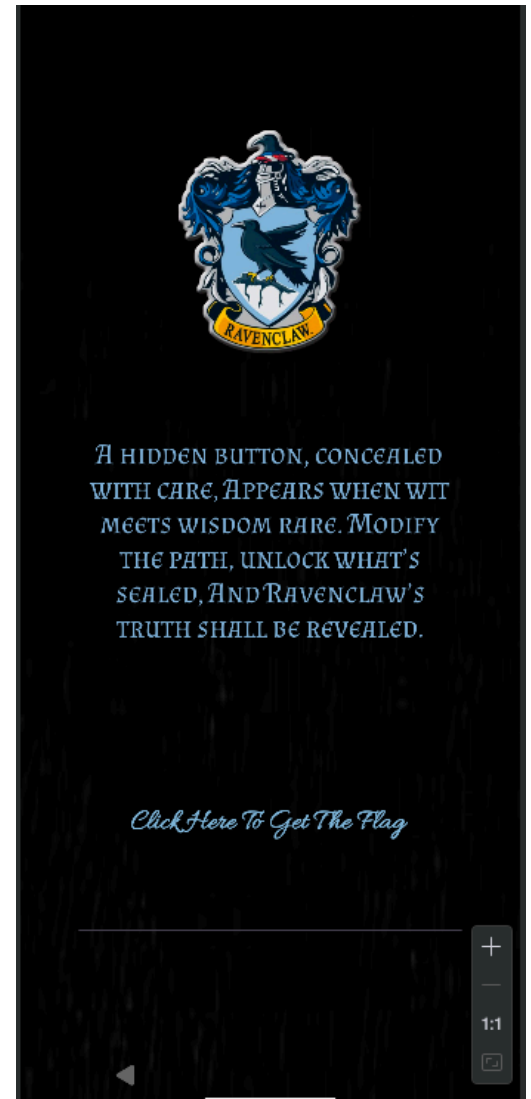 RAVENCLAW
A HIDDEN BUTTON, CONCEALED
WITH CARE, APPEARS WHEN WIT
MEETS WISDOM RARE. MODIFY
THE PATH, UNLOCK WHAT'S
SEALED, AND RAVENCLAW'S
TRUTH SHALL BE REVEALED.
Click Here To Get The Flag
1:1